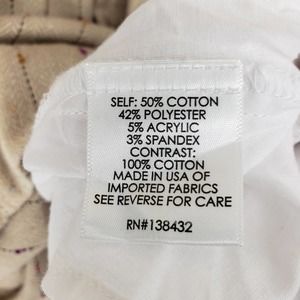 SELF: 50% COTTON
42% POLYESTER
5% ACRYLIC
3% SPANDEX
CONTRAST:
100% COTTON
MADE IN USA OF
IMPORTED FABRICS
SEE REVERSE FOR CARE
RN#138432